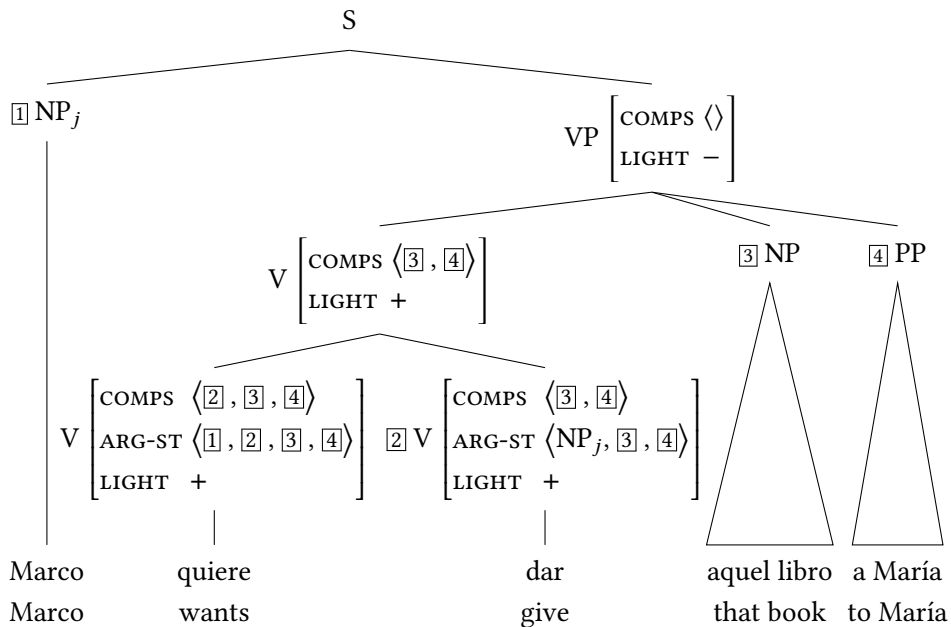 S
1 NP_j
VP [COMPS ⟨⟩
LIGHT −]
V [COMPS ⟨3 , 4⟩
LIGHT +]
3 NP
4 PP
V [COMPS ⟨2 , 3 , 4⟩
ARG-ST ⟨1 , 2 , 3 , 4⟩
LIGHT +]
2 V [COMPS ⟨3 , 4⟩
ARG-ST ⟨NP_j, 3 , 4⟩
LIGHT +]
Marco quiere dar aquel libro a María
Marco wants give that book to María